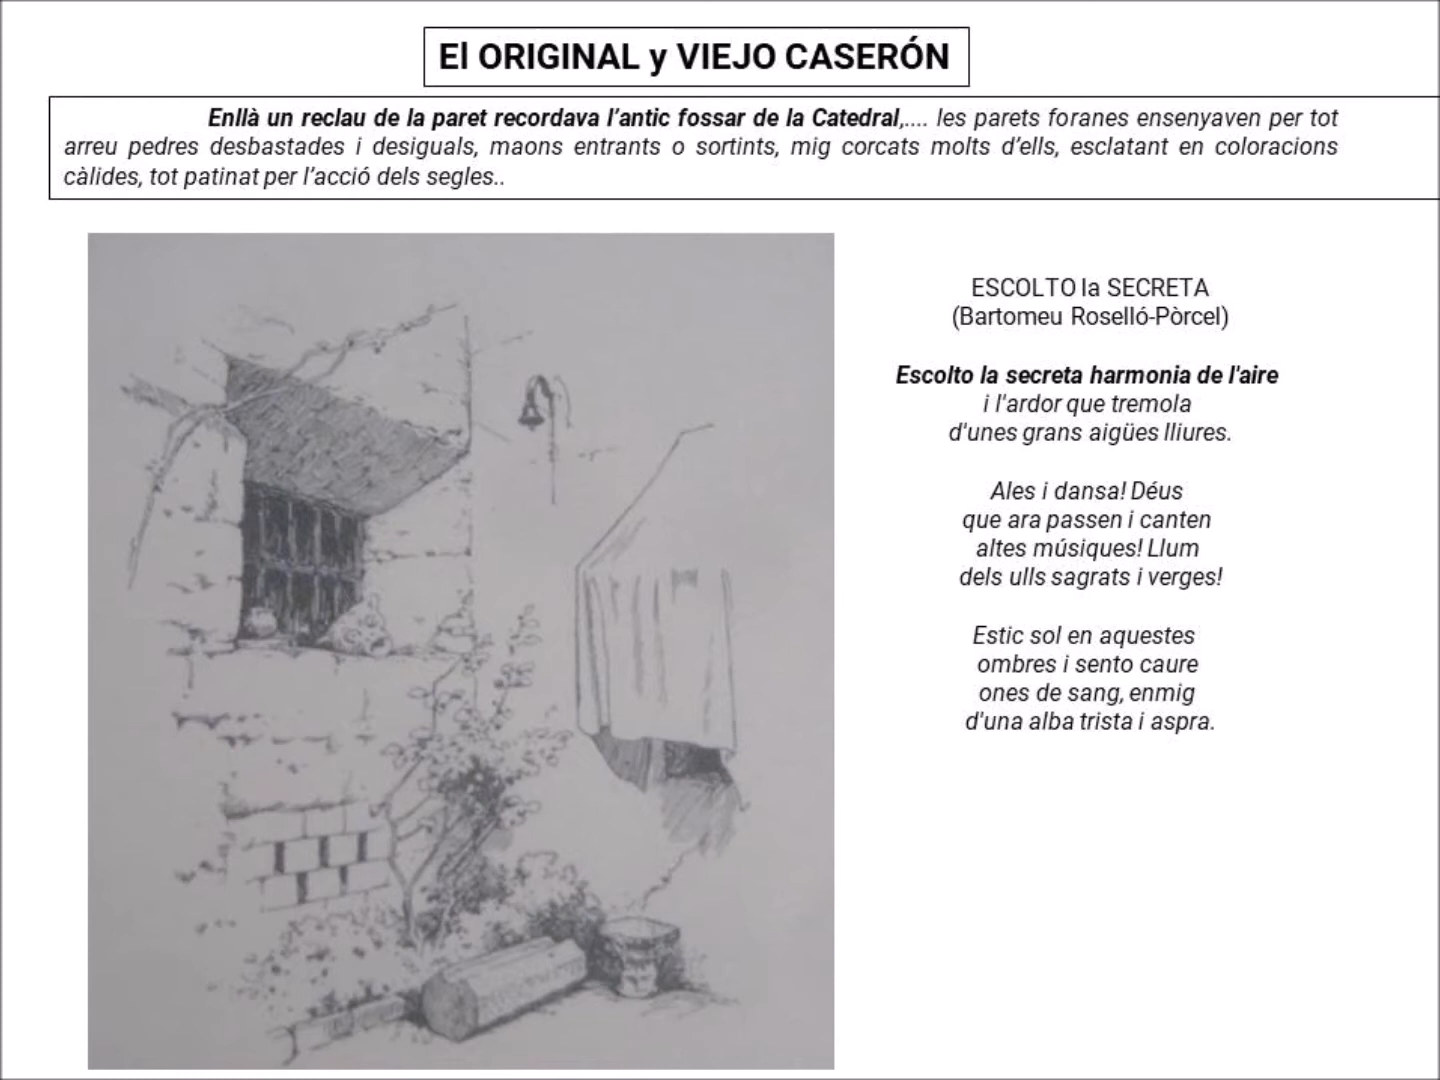 El ORIGINAL y VIEJO CASERÓN
Enllà un reclau de la paret recordava l'antic fossar de la Catedral,.... les parets foranes ensenyaven per tot
arreu pedres desbastades i desiguals, maons entrants o sortints, mig corcats molts d'ells, esclatant en coloracions
càlides, tot patinat per l'acció dels segles..
ESCOLTO la SECRETA
(Bartomeu Roselló-Pòrcel)
Escolto la secreta harmonia de l'aire
i l'ardor que tremola
d'unes grans aigües lliures.
Ales i dansa! Déus
que ara passen i canten
altes músiques! Llum
dels ulls sagrats i verges!
Estic sol en aquestes
ombres i sento caure
ones de sang, enmig
d'una alba trista i aspra.